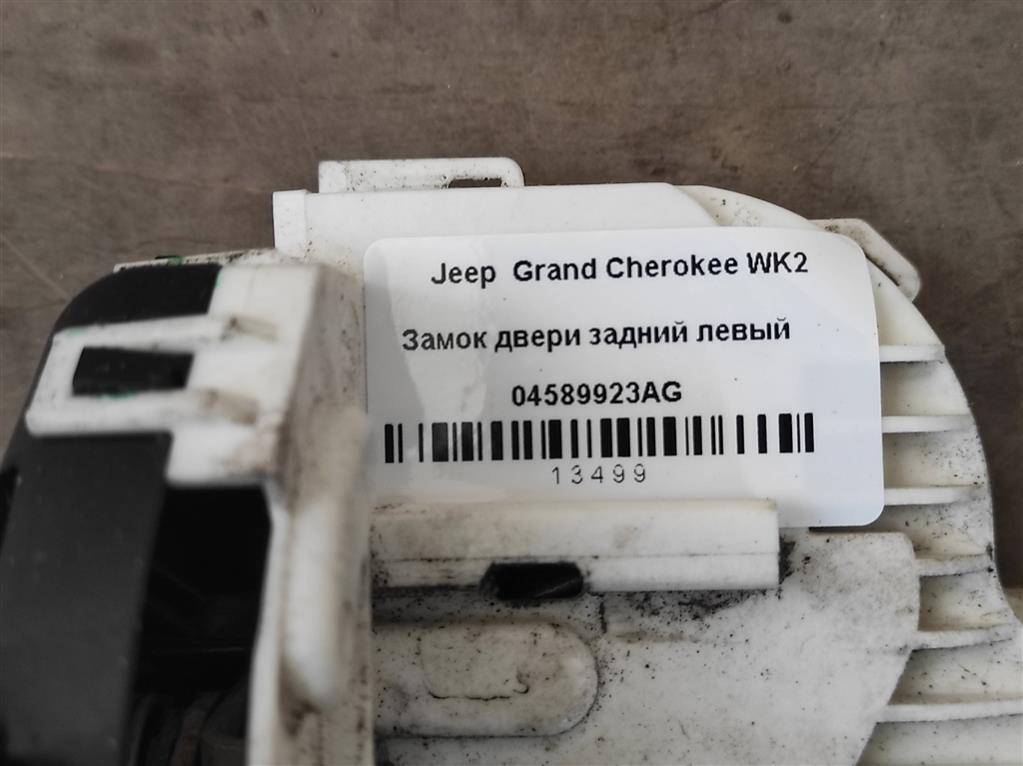 Jeep Grand Cherokee WK2
Замок двери задний левый
04589923AG
13499